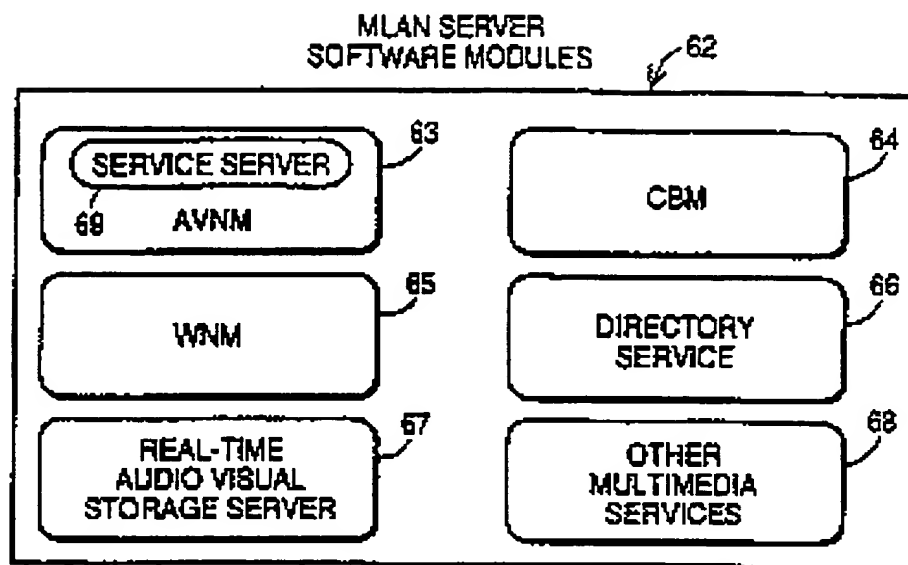 MLAN SERVER
SOFTWARE MODULES
62
SERVICE SERVER
63
69
AVNM
CBM
64
WNM
65
DIRECTORY
SERVICE
66
REAL-TIME
AUDIO VISUAL
STORAGE SERVER
67
OTHER
MULTIMEDIA
SERVICES
68